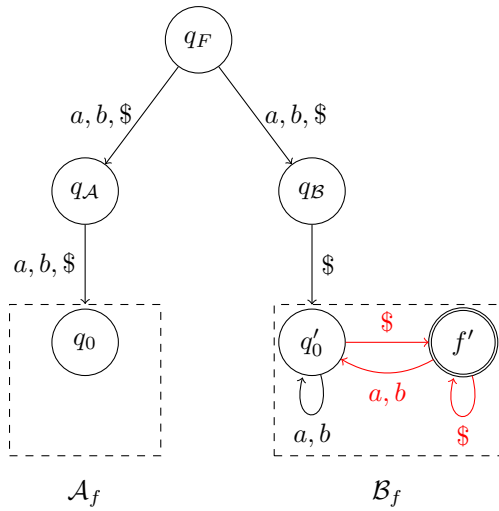 q_F
a, b, $ a, b, $
q_𝒜 q_ℬ
a, b, $ $
q_0 q'_0 $ f'
a, b
a, b $
𝒜_f ℬ_f